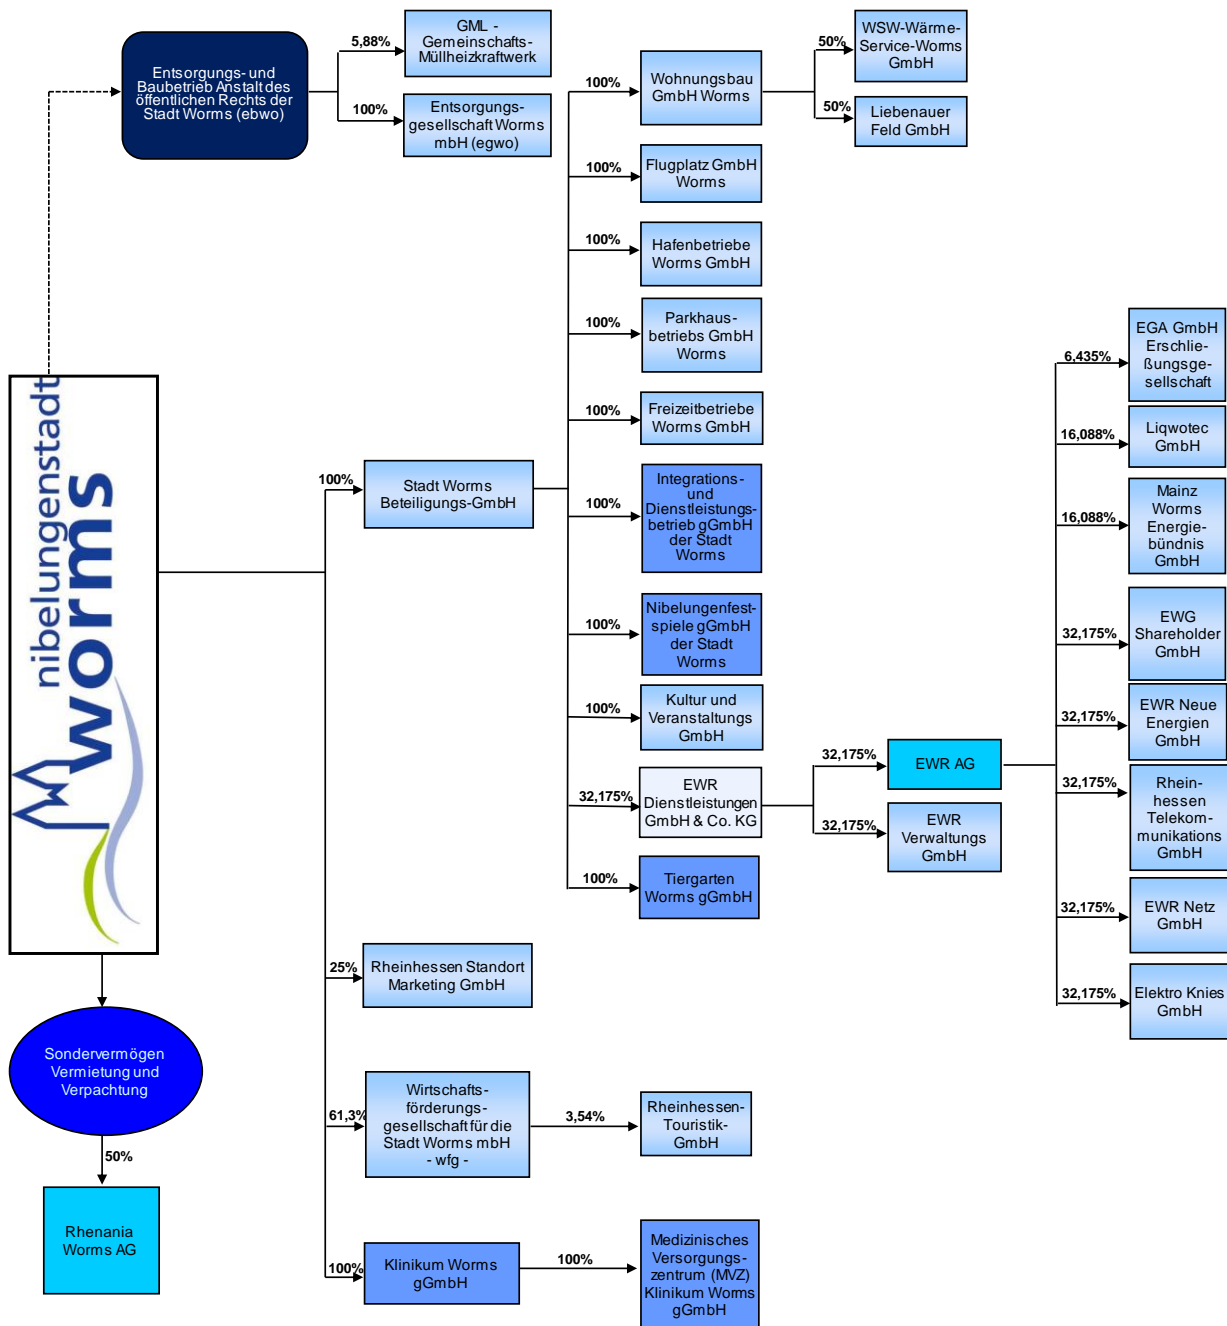 Entsorgungs- und
Baubetrieb Anstalt des
öffentlichen Rechts der
Stadt Worms (ebwo)
5,88%
GML -
Gemeinschafts-
Müllheizkraftwerk
100%
Entsorgungs-
gesellschaft Worms
mbH (egwo)
nibelungenstadt
worms
Sondervermögen
Vermietung und
Verpachtung
50%
Rhenania
Worms AG
100%
Stadt Worms
Beteiligungs-GmbH
100%
Wohnungsbau
GmbH Worms
50%
WSW-Wärme-
Service-Worms
GmbH
50%
Liebenauer
Feld GmbH
100%
Flugplatz GmbH
Worms
100%
Hafenbetriebe
Worms GmbH
100%
Parkhaus-
betriebs GmbH
Worms
100%
Freizeitbetriebe
Worms GmbH
100%
Integrations-
und
Dienstleistungs-
betrieb gGmbH
der Stadt
Worms
100%
Nibelungenfest-
spiele gGmbH
der Stadt
Worms
100%
Kultur und
Veranstaltungs
GmbH
32,175%
EWR
Dienstleistungen
GmbH & Co. KG
32,175%
EWR AG
32,175%
EWR
Verwaltungs
GmbH
6,435%
EGA GmbH
Erschlie-
ßungsge-
sellschaft
16,088%
Liqwotec
GmbH
16,088%
Mainz
Worms
Energie-
bündnis
GmbH
32,175%
EWG
Shareholder
GmbH
32,175%
EWR Neue
Energien
GmbH
32,175%
Rhein-
hessen
Telekom-
munikations
GmbH
32,175%
EWR Netz
GmbH
32,175%
Elektro Knies
GmbH
100%
Tiergarten
Worms gGmbH
25%
Rheinhessen Standort
Marketing GmbH
61,3%
Wirtschafts-
förderungs-
gesellschaft für die
Stadt Worms mbH
- wfg -
3,54%
Rheinhessen-
Touristik-
GmbH
100%
Klinikum Worms
gGmbH
100%
Medizinisches
Versorgungs-
zentrum (MVZ)
Klinikum Worms
gGmbH